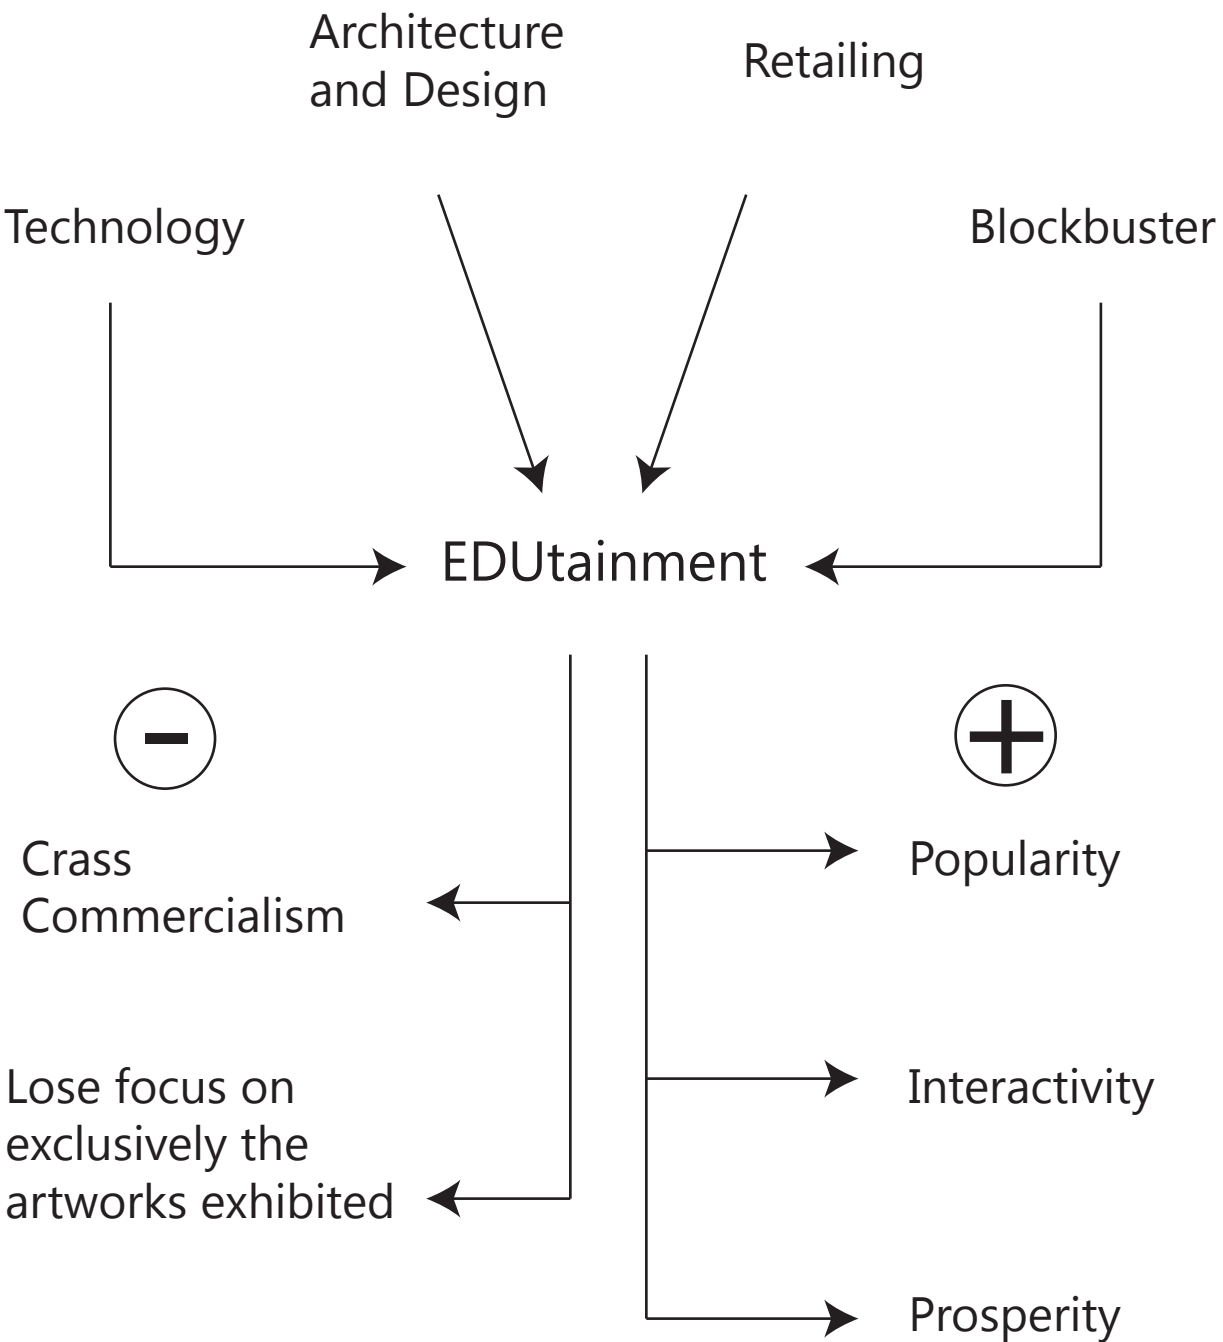 Architecture
and Design
Retailing
Technology
Blockbuster
EDUtainment
-
+
Crass
Commercialism
Popularity
Lose focus on
exclusively the
artworks exhibited
Interactivity
Prosperity